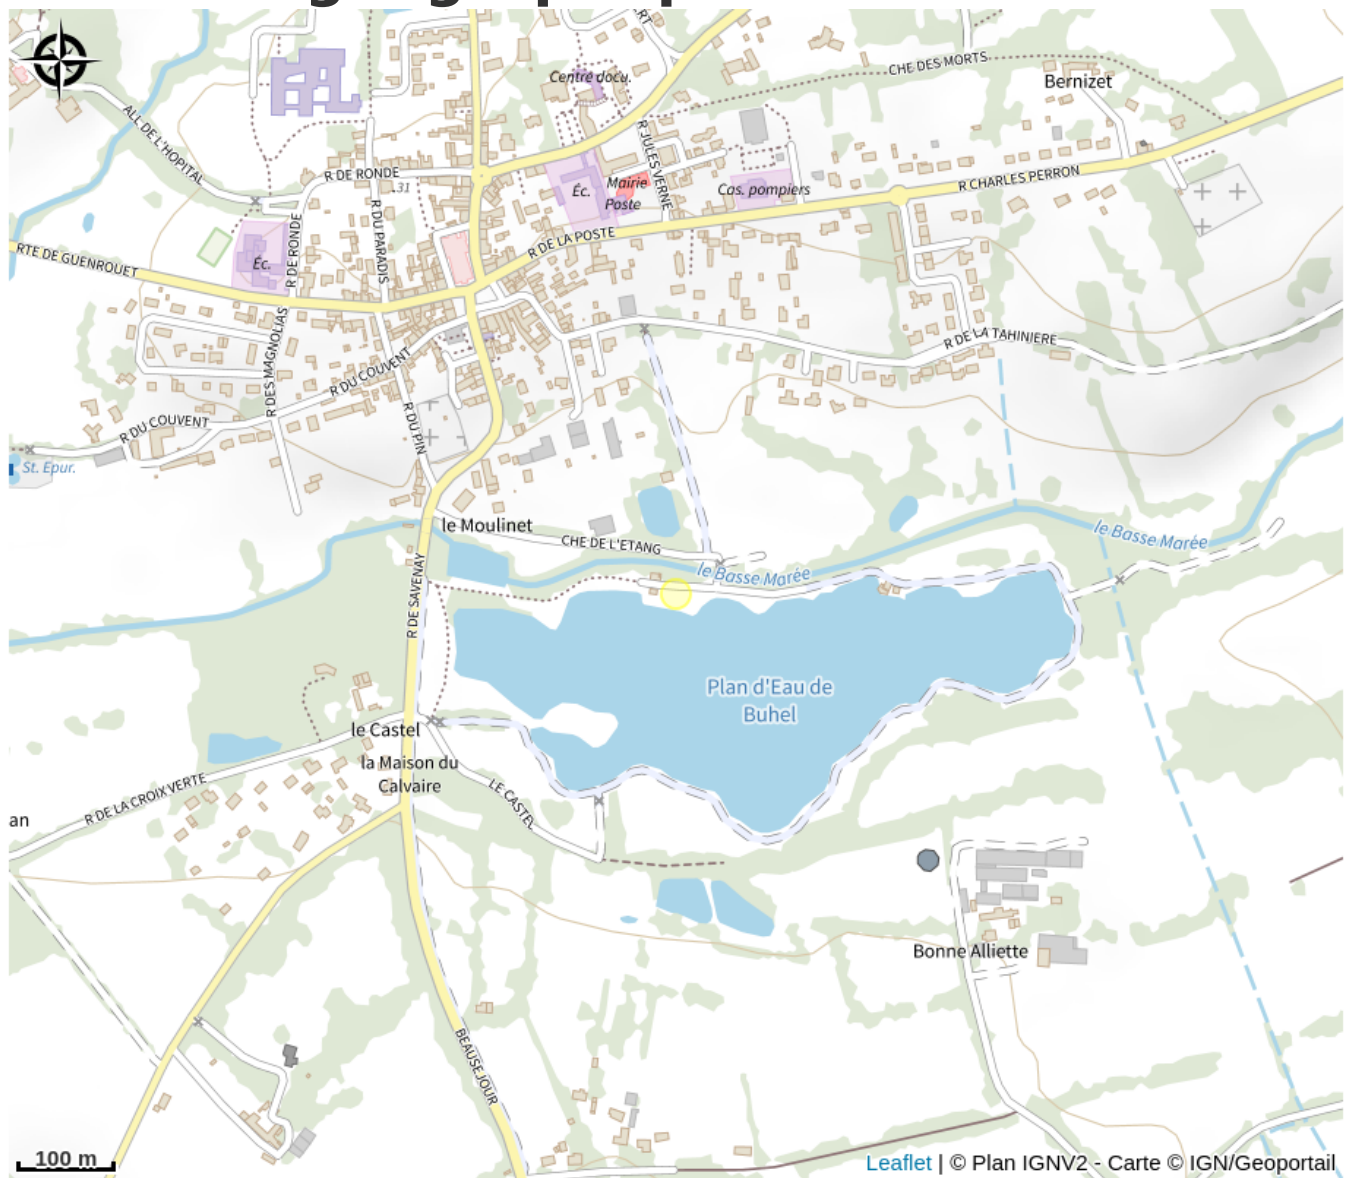 Centre docu.
CHE DES MORTS
Bernizet
ALL DE L'HOPITAL
R DE RONDE
31
R JULES VERNE
Éc.
Mairie
Poste
Cas. pompiers
R CHARLES PERRON
R DU PARADIS
R DE RONDE
R DE LA POSTE
RTE DE GUENROUET
Éc.
R DES MAGNOLIAS
R DU COUVENT
R DE LA TAHINIERE
R DU COUVENT
R DU PIN
St. Epur.
le Moulinet
CHE DE L'ETANG
le Basse Marée
le Basse Marée
R DE SAVENAY
Plan d'Eau de
Buhel
le Castel
la Maison du
Calvaire
LE CASTEL
R DE LA CROIX VERTE
an
Bonne Alliette
BEAUSEJOUR
100 m
Leaflet | © Plan IGNV2 - Carte © IGN/Geoportail